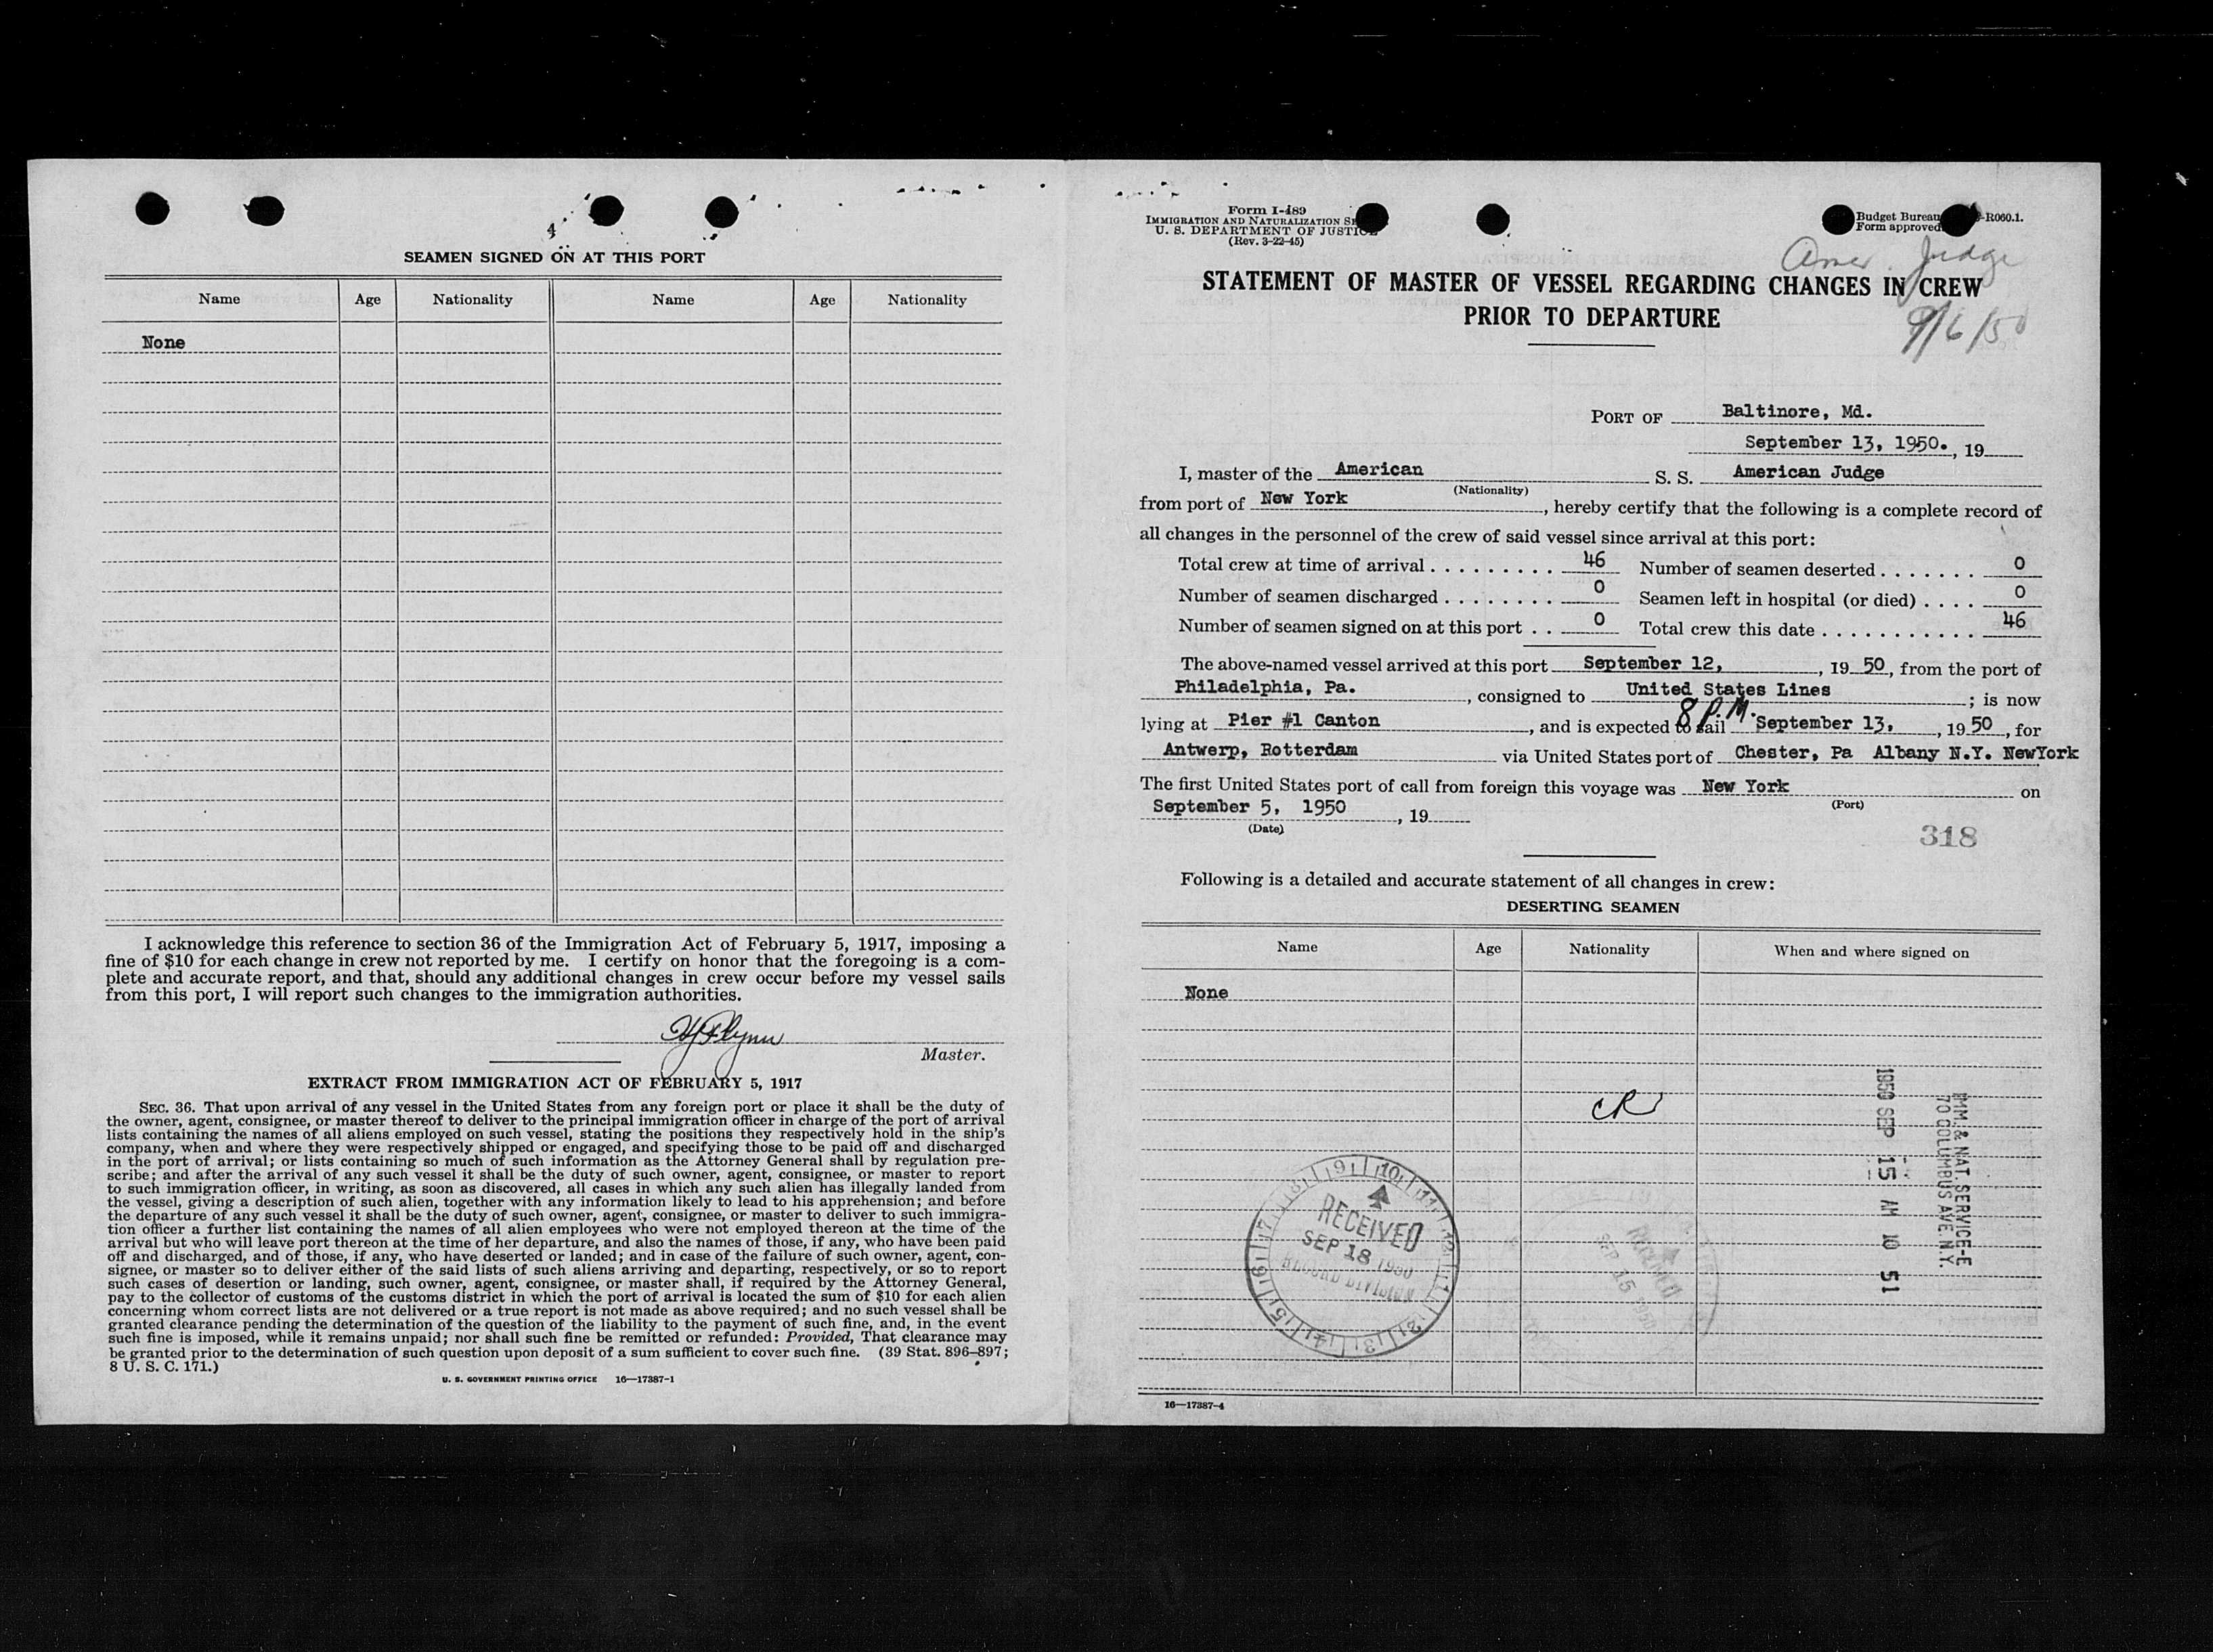 SEAMEN SIGNED ON AT THIS PORT
Name Age Nationality Name Age Nationality
None
I acknowledge this reference to section 36 of the Immigration Act of February 5, 1917, imposing a
fine of $10 for each change in crew not reported by me. I certify on honor that the foregoing is a com-
plete and accurate report, and that, should any additional changes in crew occur before my vessel sails
from this port, I will report such changes to the immigration authorities.
Master.
EXTRACT FROM IMMIGRATION ACT OF FEBRUARY 5, 1917
SEC. 36. That upon arrival of any vessel in the United States from any foreign port or place it shall be the duty of
the owner, agent, consignee, or master thereof to deliver to the principal immigration officer in charge of the port of arrival
lists containing the names of all aliens employed on such vessel, stating the positions they respectively hold in the ship's
company, when and where they were respectively shipped or engaged, and specifying those to be paid off and discharged
in the port of arrival; or lists containing so much of such information as the Attorney General shall by regulation pre-
scribe; and after the arrival of any such vessel it shall be the duty of such owner, agent, consignee, or master to report
to such immigration officer, in writing, as soon as discovered, all cases in which any such alien has illegally landed from
the vessel, giving a description of such alien, together with any information likely to lead to his apprehension; and before
the departure of any such vessel it shall be the duty of such owner, agent, consignee, or master to deliver to such immigra-
tion officer a further list containing the names of all alien employees who were not employed thereon at the time of the
arrival but who will leave port thereon at the time of her departure, and also the names of those, if any, who have been paid
off and discharged, and of those, if any, who have deserted or landed; and in case of the failure of such owner, agent, con-
signee, or master so to deliver either of the said lists of such aliens arriving and departing, respectively, or so to report
such cases of desertion or landing, such owner, agent, consignee, or master shall, if required by the Attorney General,
pay to the collector of customs of the customs district in which the port of arrival is located the sum of $10 for each alien
concerning whom correct lists are not delivered or a true report is not made as above required; and no such vessel shall be
granted clearance pending the determination of the question of the liability to the payment of such fine, and, in the event
such fine is imposed, while it remains unpaid; nor shall such fine be remitted or refunded: Provided, That clearance may
be granted prior to the determination of such question upon deposit of a sum sufficient to cover such fine. (39 Stat. 896–897;
8 U. S. C. 171.)
U. S. GOVERNMENT PRINTING OFFICE 16—17387-1
Form I-489
IMMIGRATION AND NATURALIZATION
U. S. DEPARTMENT OF JUSTICE
(Rev. 3-22-45)
Budget Bureau -R060.1.
Form approved
Amer. Judge
9/6/50
STATEMENT OF MASTER OF VESSEL REGARDING CHANGES IN CREW
PRIOR TO DEPARTURE
PORT OF Baltinore, Md.
September 13, 1950. , 19
I, master of the American S. S. American Judge
(Nationality)
from port of New York , hereby certify that the following is a complete record of
all changes in the personnel of the crew of said vessel since arrival at this port:
Total crew at time of arrival . . . . . . . . . 46 Number of seamen deserted . . . . . . . 0
Number of seamen discharged . . . . . . . . 0 Seamen left in hospital (or died) . . . . 0
Number of seamen signed on at this port . . 0 Total crew this date . . . . . . . . . . . 46
The above-named vessel arrived at this port September 12, , 19 50, from the port of
Philadelphia, Pa. , consigned to United States Lines ; is now
lying at Pier #1 Canton , and is expected to sail 8 P.M. September 13, , 19 50 , for
Antwerp, Rotterdam via United States port of Chester, Pa Albany N.Y. NewYork
The first United States port of call from foreign this voyage was New York on
(Port)
September 5, 1950 , 19
(Date)
318
Following is a detailed and accurate statement of all changes in crew:
DESERTING SEAMEN
Name Age Nationality When and where signed on
None
CR
IMM. & NAT. SERVICE-E
70 COLUMBUS AVE. N.Y.
1950 SEP 15 AM 10 51
RECEIVED
SEP 18 1950
RECORD DIVISION
SEP 15 1950
16—17387-4